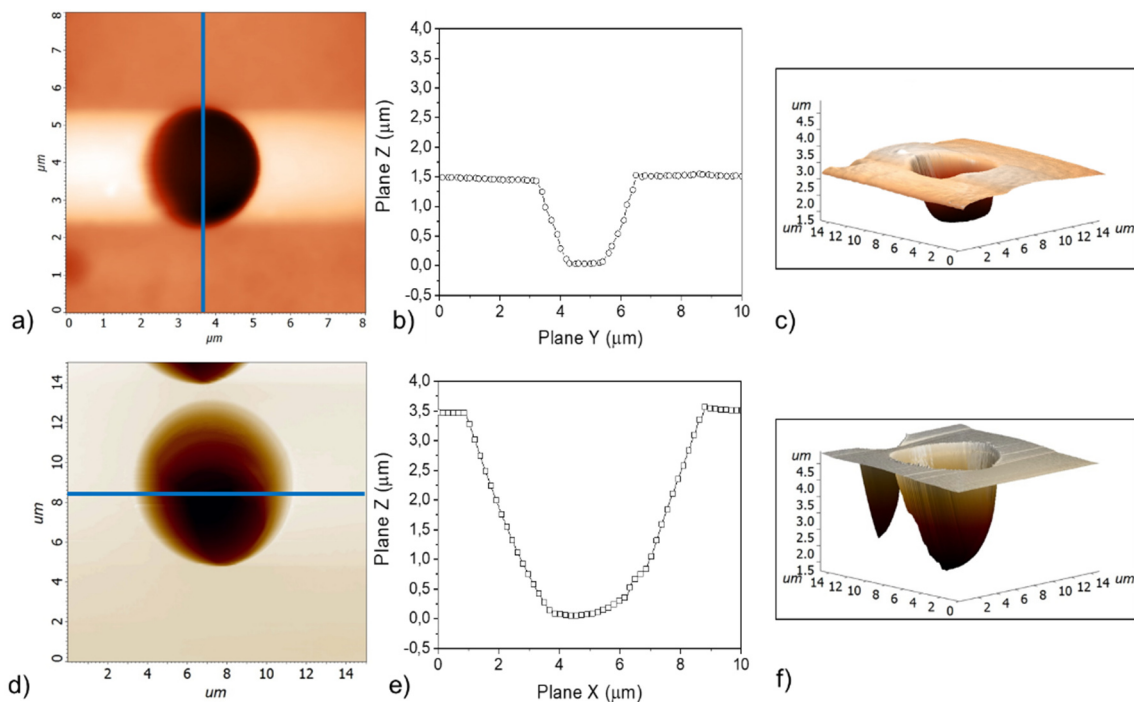 8
7
6
5
4
3
2
1
0
µm
0 1 2 3 4 5 6 7 8
µm
a)
4,0
3,5
3,0
2,5
2,0
1,5
1,0
0,5
0,0
-0,5
Plane Z (µm)
0 2 4 6 8 10
Plane Y (µm)
b)
um
4.5
4.0
3.5
3.0
2.5
2.0
1.5
um 14 12 10 8 6 4 2 0
2 4 6 8 10 12 14 um
c)
14
12
10
8
6
4
2
0
um
0 2 4 6 8 10 12 14
um
d)
4,0
3,5
3,0
2,5
2,0
1,5
1,0
0,5
0,0
-0,5
Plane Z (µm)
0 2 4 6 8 10
Plane X (µm)
e)
um
4.5
4.0
3.5
3.0
2.5
2.0
1.5
um 14 12 10 8 6 4 2 0
2 4 6 8 10 12 14 um
f)